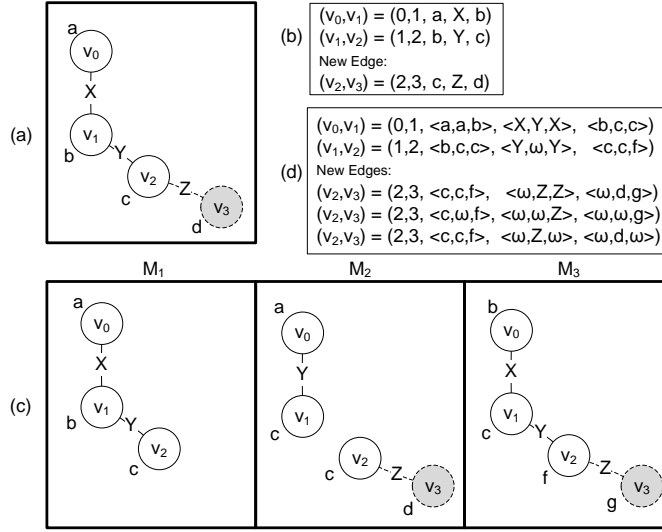 a
v0
X
(a)
v1
b
Y
v2
c
Z
v3
d
(b)
(v0,v1) = (0,1, a, X, b)
(v1,v2) = (1,2, b, Y, c)
New Edge:
(v2,v3) = (2,3, c, Z, d)
(d)
(v0,v1) = (0,1, <a,a,b>, <X,Y,X>, <b,c,c>)
(v1,v2) = (1,2, <b,c,c>, <Y,ω,Y>, <c,c,f>)
New Edges:
(v2,v3) = (2,3, <c,c,f>, <ω,Z,Z>, <ω,d,g>)
(v2,v3) = (2,3, <c,ω,f>, <ω,ω,Z>, <ω,ω,g>)
(v2,v3) = (2,3, <c,c,f>, <ω,Z,ω>, <ω,d,ω>)
M1 M2 M3
(c)
a
v0
X
v1
b
Y
v2
c
a
v0
Y
v1
c
v2
c
Z
v3
d
b
v0
X
v1
c
Y
v2
f
Z
v3
g